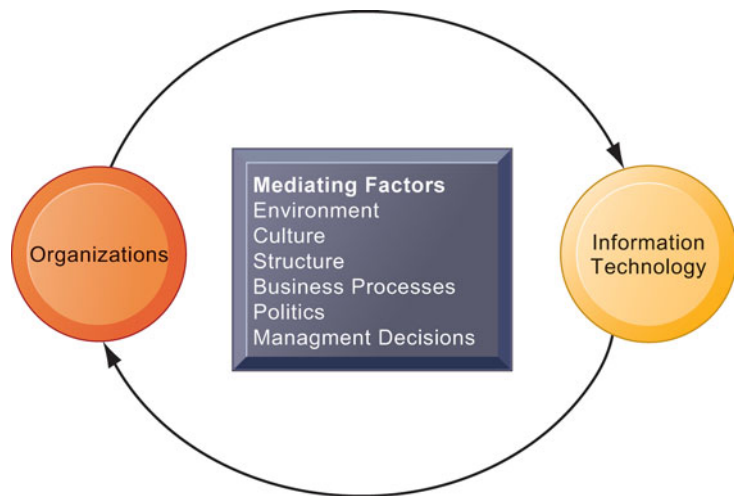 Organizations
Mediating Factors
Environment
Culture
Structure
Business Processes
Politics
Managment Decisions
Information
Technology